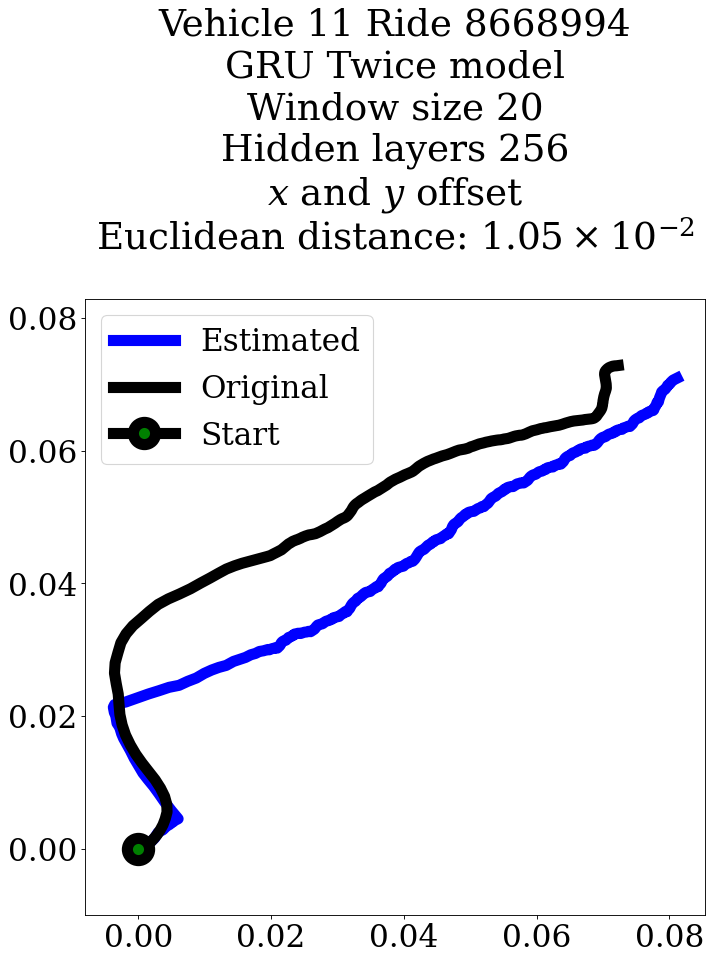 Vehicle 11 Ride 8668994
GRU Twice model
Window size 20
Hidden layers 256
x and y offset
Euclidean distance: 1.05 × 10⁻²
Estimated
Original
Start
0.08
0.06
0.04
0.02
0.00
0.00 0.02 0.04 0.06 0.08